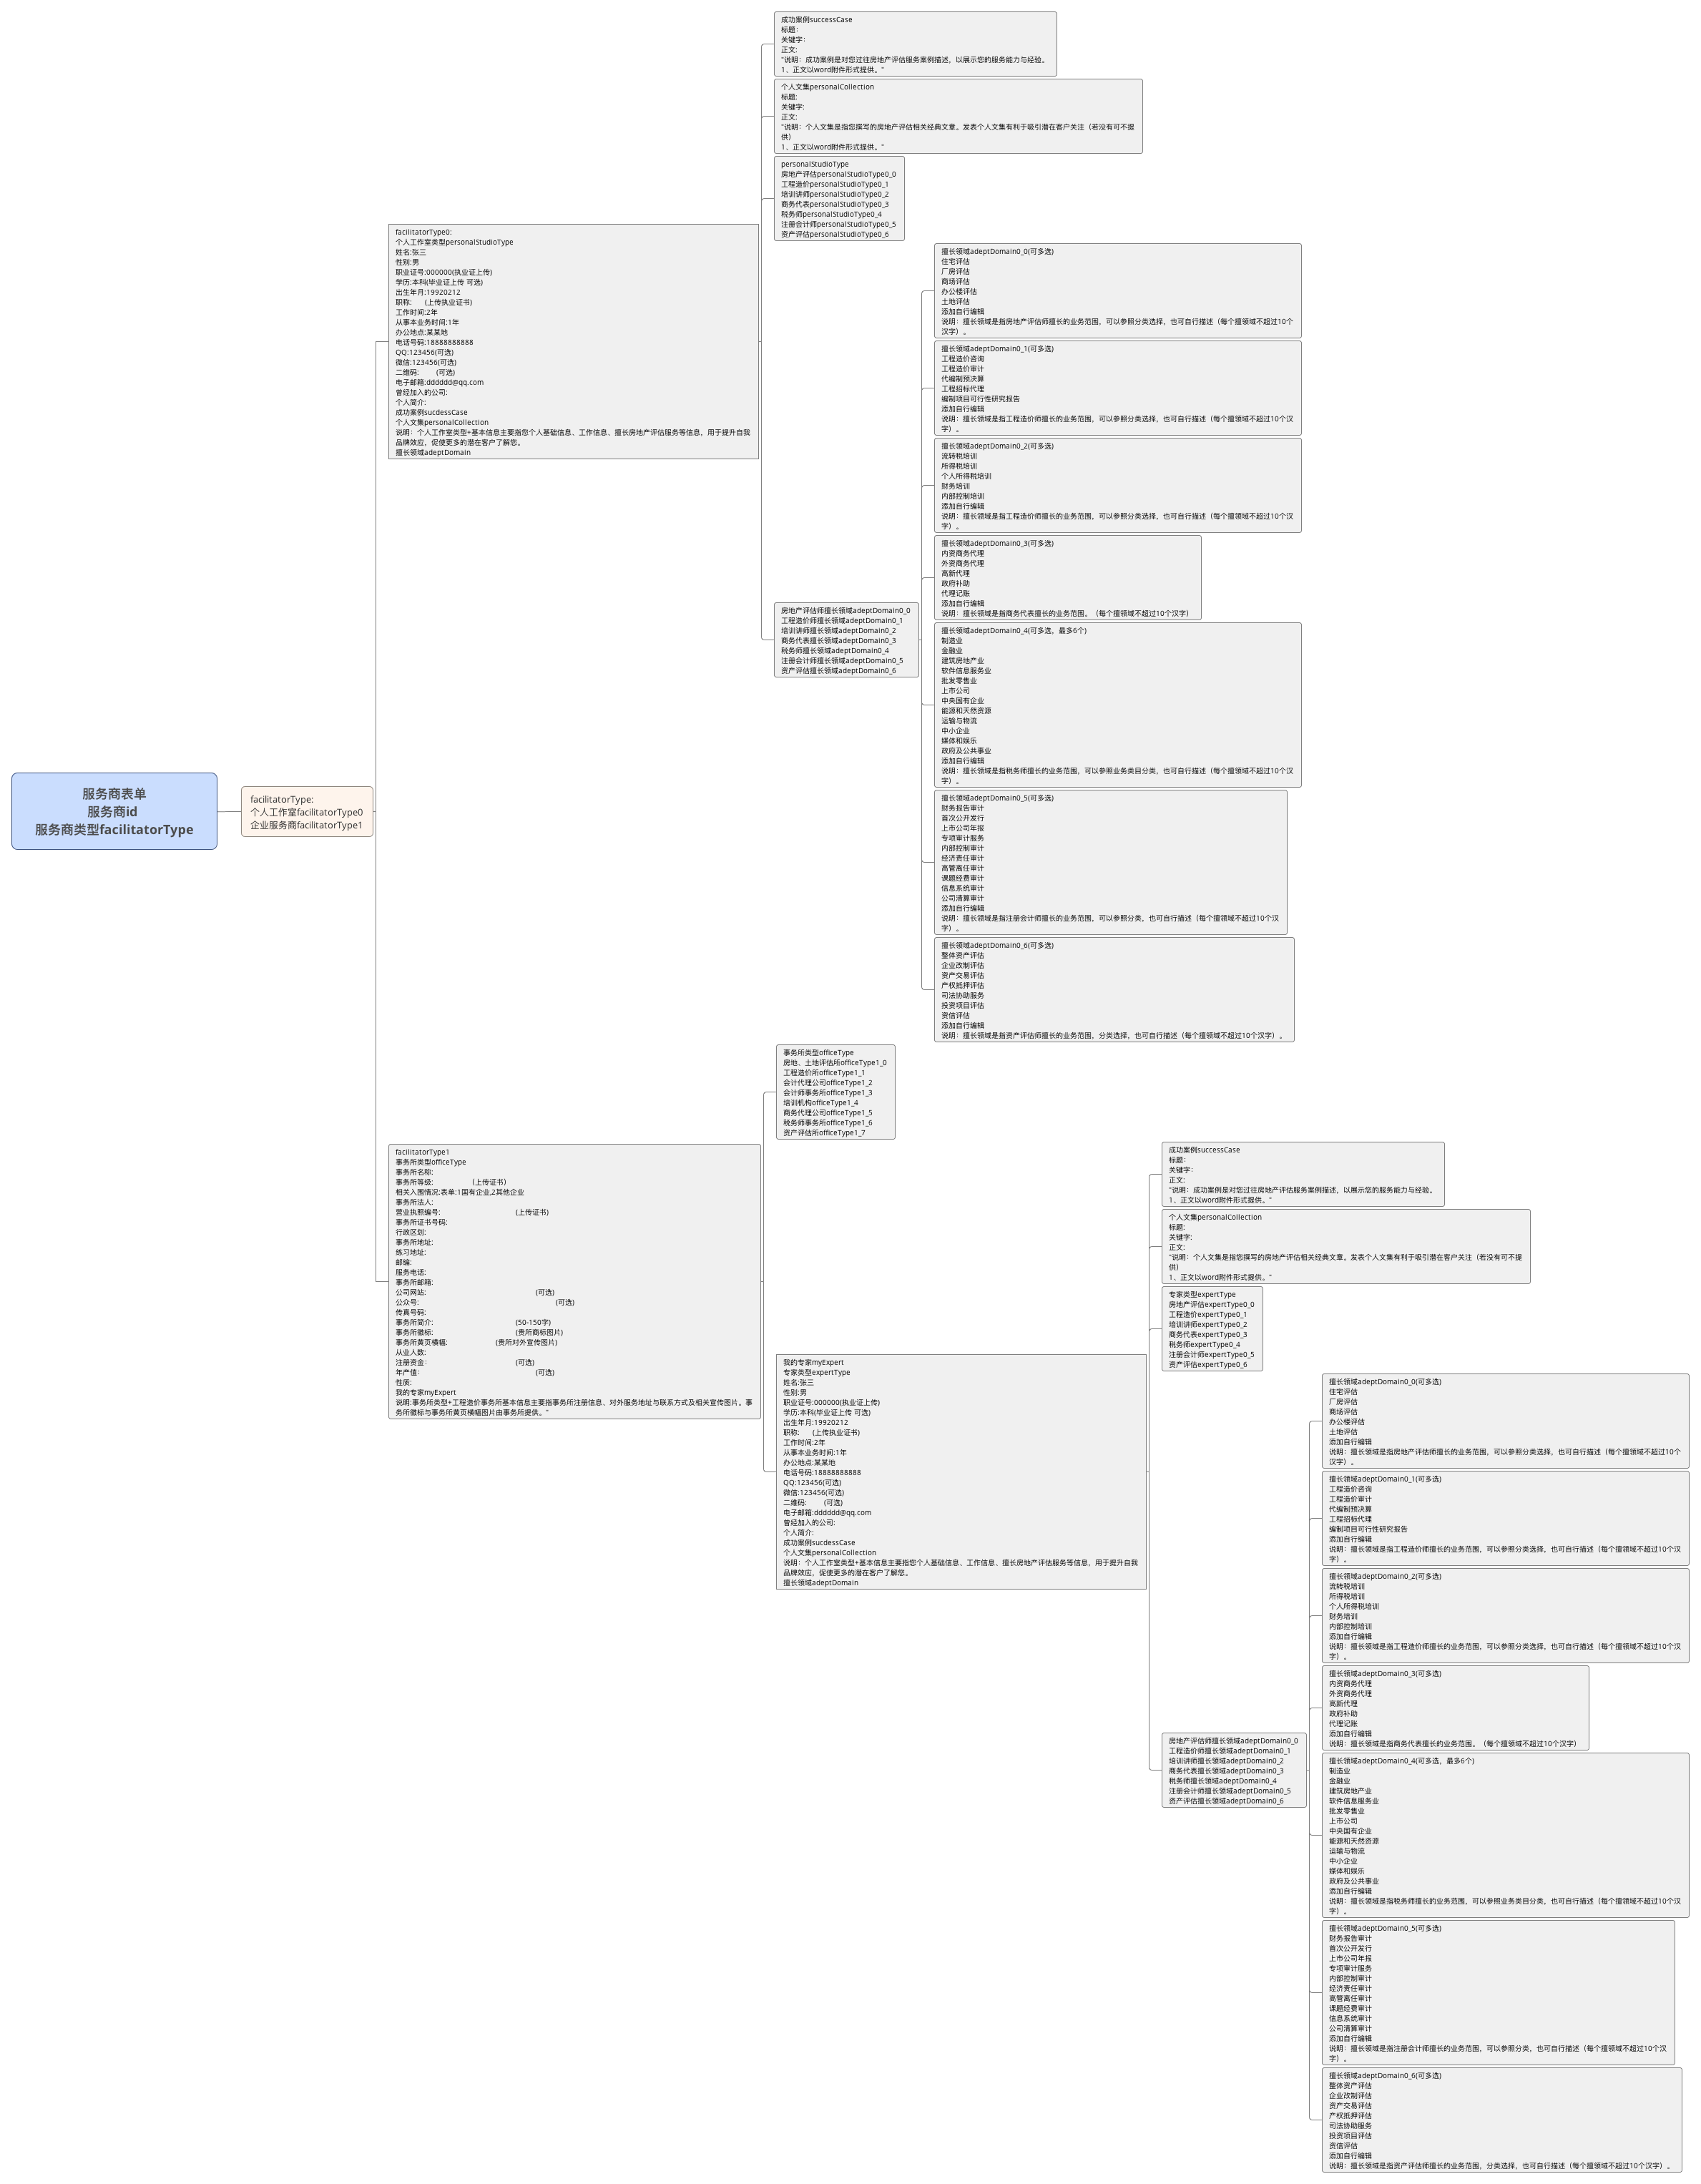 服务商表单
服务商id
服务商类型facilitatorType
facilitatorType:
个人工作室facilitatorType0
企业服务商facilitatorType1
facilitatorType0:
个人工作室类型personalStudioType
姓名:张三
性别:男
职业证号:000000(执业证上传)
学历:本科(毕业证上传 可选)
出生年月:19920212
职称: (上传执业证书)
工作时间:2年
从事本业务时间:1年
办公地点:某某地
电话号码:18888888888
QQ:123456(可选)
微信:123456(可选)
二维码: (可选)
电子邮箱:dddddd@qq.com
曾经加入的公司:
个人简介:
成功案例sucdessCase
个人文集personalCollection
说明：个人工作室类型+基本信息主要指您个人基础信息、工作信息、擅长房地产评估服务等信息，用于提升自我
品牌效应，促使更多的潜在客户了解您。
擅长领域adeptDomain
成功案例successCase
标题：
关键字：
正文:
"说明：成功案例是对您过往房地产评估服务案例描述，以展示您的服务能力与经验。
1、正文以word附件形式提供。"
个人文集personalCollection
标题:
关键字:
正文:
"说明：个人文集是指您撰写的房地产评估相关经典文章。发表个人文集有利于吸引潜在客户关注（若没有可不提
供）
1、正文以word附件形式提供。"
personalStudioType
房地产评估personalStudioType0_0
工程造价personalStudioType0_1
培训讲师personalStudioType0_2
商务代表personalStudioType0_3
税务师personalStudioType0_4
注册会计师personalStudioType0_5
资产评估personalStudioType0_6
房地产评估师擅长领域adeptDomain0_0
工程造价师擅长领域adeptDomain0_1
培训讲师擅长领域adeptDomain0_2
商务代表擅长领域adeptDomain0_3
税务师擅长领域adeptDomain0_4
注册会计师擅长领域adeptDomain0_5
资产评估擅长领域adeptDomain0_6
擅长领域adeptDomain0_0(可多选)
住宅评估
厂房评估
商场评估
办公楼评估
土地评估
添加自行编辑
说明：擅长领域是指房地产评估师擅长的业务范围，可以参照分类选择，也可自行描述（每个擅领域不超过10个
汉字）。
擅长领域adeptDomain0_1(可多选)
工程造价咨询
工程造价审计
代编制预决算
工程招标代理
编制项目可行性研究报告
添加自行编辑
说明：擅长领域是指工程造价师擅长的业务范围，可以参照分类选择，也可自行描述（每个擅领域不超过10个汉
字）。
擅长领域adeptDomain0_2(可多选)
流转税培训
所得税培训
个人所得税培训
财务培训
内部控制培训
添加自行编辑
说明：擅长领域是指工程造价师擅长的业务范围，可以参照分类选择，也可自行描述（每个擅领域不超过10个汉
字）。
擅长领域adeptDomain0_3(可多选)
内资商务代理
外资商务代理
高新代理
政府补助
代理记账
添加自行编辑
说明：擅长领域是指商务代表擅长的业务范围。（每个擅领域不超过10个汉字）
擅长领域adeptDomain0_4(可多选，最多6个)
制造业
金融业
建筑房地产业
软件信息服务业
批发零售业
上市公司
中央国有企业
能源和天然资源
运输与物流
中小企业
媒体和娱乐
政府及公共事业
添加自行编辑
说明：擅长领域是指税务师擅长的业务范围，可以参照业务类目分类，也可自行描述（每个擅领域不超过10个汉
字）。
擅长领域adeptDomain0_5(可多选)
财务报告审计
首次公开发行
上市公司年报
专项审计服务
内部控制审计
经济责任审计
高管离任审计
课题经费审计
信息系统审计
公司清算审计
添加自行编辑
说明：擅长领域是指注册会计师擅长的业务范围，可以参照分类，也可自行描述（每个擅领域不超过10个汉
字）。
擅长领域adeptDomain0_6(可多选)
整体资产评估
企业改制评估
资产交易评估
产权抵押评估
司法协助服务
投资项目评估
资信评估
添加自行编辑
说明：擅长领域是指资产评估师擅长的业务范围，分类选择，也可自行描述（每个擅领域不超过10个汉字）。
facilitatorType1
事务所类型officeType
事务所名称:
事务所等级: (上传证书)
相关入围情况:表单:1国有企业,2其他企业
事务所法人:
营业执照编号: (上传证书)
事务所证书号码:
行政区划:
事务所地址:
练习地址:
邮编:
服务电话:
事务所邮箱:
公司网站: (可选)
公众号: (可选)
传真号码:
事务所简介: (50-150字)
事务所徽标: (贵所商标图片)
事务所黄页横幅: (贵所对外宣传图片)
从业人数:
注册资金： (可选)
年产值： (可选)
性质:
我的专家myExpert
说明:事务所类型+工程造价事务所基本信息主要指事务所注册信息、对外服务地址与联系方式及相关宣传图片。事
务所徽标与事务所黄页横幅图片由事务所提供。"
事务所类型officeType
房地、土地评估所officeType1_0
工程造价所officeType1_1
会计代理公司officeType1_2
会计师事务所officeType1_3
培训机构officeType1_4
商务代理公司officeType1_5
税务师事务所officeType1_6
资产评估所officeType1_7
我的专家myExpert
专家类型expertType
姓名:张三
性别:男
职业证号:000000(执业证上传)
学历:本科(毕业证上传 可选)
出生年月:19920212
职称: (上传执业证书)
工作时间:2年
从事本业务时间:1年
办公地点:某某地
电话号码:18888888888
QQ:123456(可选)
微信:123456(可选)
二维码: (可选)
电子邮箱:dddddd@qq.com
曾经加入的公司:
个人简介:
成功案例sucdessCase
个人文集personalCollection
说明：个人工作室类型+基本信息主要指您个人基础信息、工作信息、擅长房地产评估服务等信息，用于提升自我
品牌效应，促使更多的潜在客户了解您。
擅长领域adeptDomain
成功案例successCase
标题：
关键字：
正文:
"说明：成功案例是对您过往房地产评估服务案例描述，以展示您的服务能力与经验。
1、正文以word附件形式提供。"
个人文集personalCollection
标题:
关键字:
正文:
"说明：个人文集是指您撰写的房地产评估相关经典文章。发表个人文集有利于吸引潜在客户关注（若没有可不提
供）
1、正文以word附件形式提供。"
专家类型expertType
房地产评估expertType0_0
工程造价expertType0_1
培训讲师expertType0_2
商务代表expertType0_3
税务师expertType0_4
注册会计师expertType0_5
资产评估expertType0_6
房地产评估师擅长领域adeptDomain0_0
工程造价师擅长领域adeptDomain0_1
培训讲师擅长领域adeptDomain0_2
商务代表擅长领域adeptDomain0_3
税务师擅长领域adeptDomain0_4
注册会计师擅长领域adeptDomain0_5
资产评估擅长领域adeptDomain0_6
擅长领域adeptDomain0_0(可多选)
住宅评估
厂房评估
商场评估
办公楼评估
土地评估
添加自行编辑
说明：擅长领域是指房地产评估师擅长的业务范围，可以参照分类选择，也可自行描述（每个擅领域不超过10个
汉字）。
擅长领域adeptDomain0_1(可多选)
工程造价咨询
工程造价审计
代编制预决算
工程招标代理
编制项目可行性研究报告
添加自行编辑
说明：擅长领域是指工程造价师擅长的业务范围，可以参照分类选择，也可自行描述（每个擅领域不超过10个汉
字）。
擅长领域adeptDomain0_2(可多选)
流转税培训
所得税培训
个人所得税培训
财务培训
内部控制培训
添加自行编辑
说明：擅长领域是指工程造价师擅长的业务范围，可以参照分类选择，也可自行描述（每个擅领域不超过10个汉
字）。
擅长领域adeptDomain0_3(可多选)
内资商务代理
外资商务代理
高新代理
政府补助
代理记账
添加自行编辑
说明：擅长领域是指商务代表擅长的业务范围。（每个擅领域不超过10个汉字）
擅长领域adeptDomain0_4(可多选，最多6个)
制造业
金融业
建筑房地产业
软件信息服务业
批发零售业
上市公司
中央国有企业
能源和天然资源
运输与物流
中小企业
媒体和娱乐
政府及公共事业
添加自行编辑
说明：擅长领域是指税务师擅长的业务范围，可以参照业务类目分类，也可自行描述（每个擅领域不超过10个汉
字）。
擅长领域adeptDomain0_5(可多选)
财务报告审计
首次公开发行
上市公司年报
专项审计服务
内部控制审计
经济责任审计
高管离任审计
课题经费审计
信息系统审计
公司清算审计
添加自行编辑
说明：擅长领域是指注册会计师擅长的业务范围，可以参照分类，也可自行描述（每个擅领域不超过10个汉
字）。
擅长领域adeptDomain0_6(可多选)
整体资产评估
企业改制评估
资产交易评估
产权抵押评估
司法协助服务
投资项目评估
资信评估
添加自行编辑
说明：擅长领域是指资产评估师擅长的业务范围，分类选择，也可自行描述（每个擅领域不超过10个汉字）。